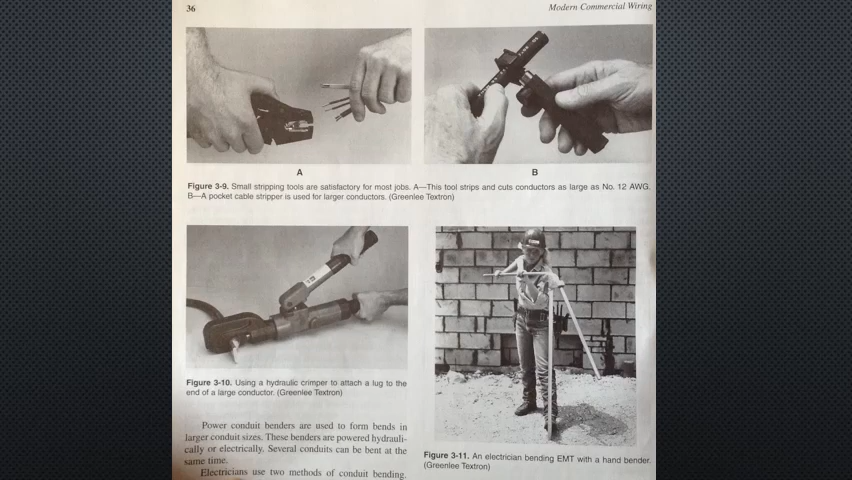 36
Modern Commercial Wiring
A
B
Figure 3-9. Small stripping tools are satisfactory for most jobs. A—This tool strips and cuts conductors as large as No. 12 AWG.
B—A pocket cable stripper is used for larger conductors. (Greenlee Textron)
Figure 3-10. Using a hydraulic crimper to attach a lug to the
end of a large conductor. (Greenlee Textron)
Power conduit benders are used to form bends in
larger conduit sizes. These benders are powered hydrauli-
cally or electrically. Several conduits can be bent at the
same time.
Electricians use two methods of conduit bending.
Figure 3-11. An electrician bending EMT with a hand bender.
(Greenlee Textron)